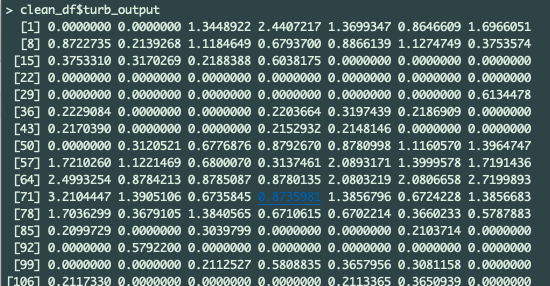 > clean_df$turb_output
[1] 0.0000000 0.0000000 1.3448922 2.4407217 1.3699347 0.8646609 1.6966051
[8] 0.8722735 0.2139268 1.1184649 0.6793700 0.8866139 1.1274749 0.3753574
[15] 0.3753310 0.3170269 0.2188388 0.6038175 0.0000000 0.0000000 0.0000000
[22] 0.0000000 0.0000000 0.0000000 0.0000000 0.0000000 0.0000000 0.0000000
[29] 0.0000000 0.0000000 0.0000000 0.0000000 0.0000000 0.0000000 0.6134478
[36] 0.2229084 0.0000000 0.0000000 0.2203664 0.3197439 0.2186909 0.0000000
[43] 0.2170390 0.0000000 0.0000000 0.2152932 0.2148146 0.0000000 0.0000000
[50] 0.0000000 0.3120521 0.6776876 0.8792670 0.8780998 1.1160570 1.3964747
[57] 1.7210260 1.1221469 0.6800070 0.3137461 2.0893171 1.3999578 1.7191436
[64] 2.4993254 0.8784213 0.8785087 0.8780135 2.0803219 2.0806658 2.7199893
[71] 3.2104447 1.3905106 0.6735845 0.8735981 1.3856796 0.6724228 1.3856683
[78] 1.7036299 0.3679105 1.3840565 0.6710615 0.6702214 0.3660233 0.5787883
[85] 0.2099729 0.0000000 0.3039799 0.0000000 0.0000000 0.2103714 0.0000000
[92] 0.0000000 0.5792200 0.0000000 0.0000000 0.0000000 0.0000000 0.0000000
[99] 0.0000000 0.0000000 0.2112527 0.5808835 0.3657956 0.3081158 0.0000000
[106] 0.2117330 0.0000000 0.0000000 0.0000000 0.2113365 0.3650939 0.0000000